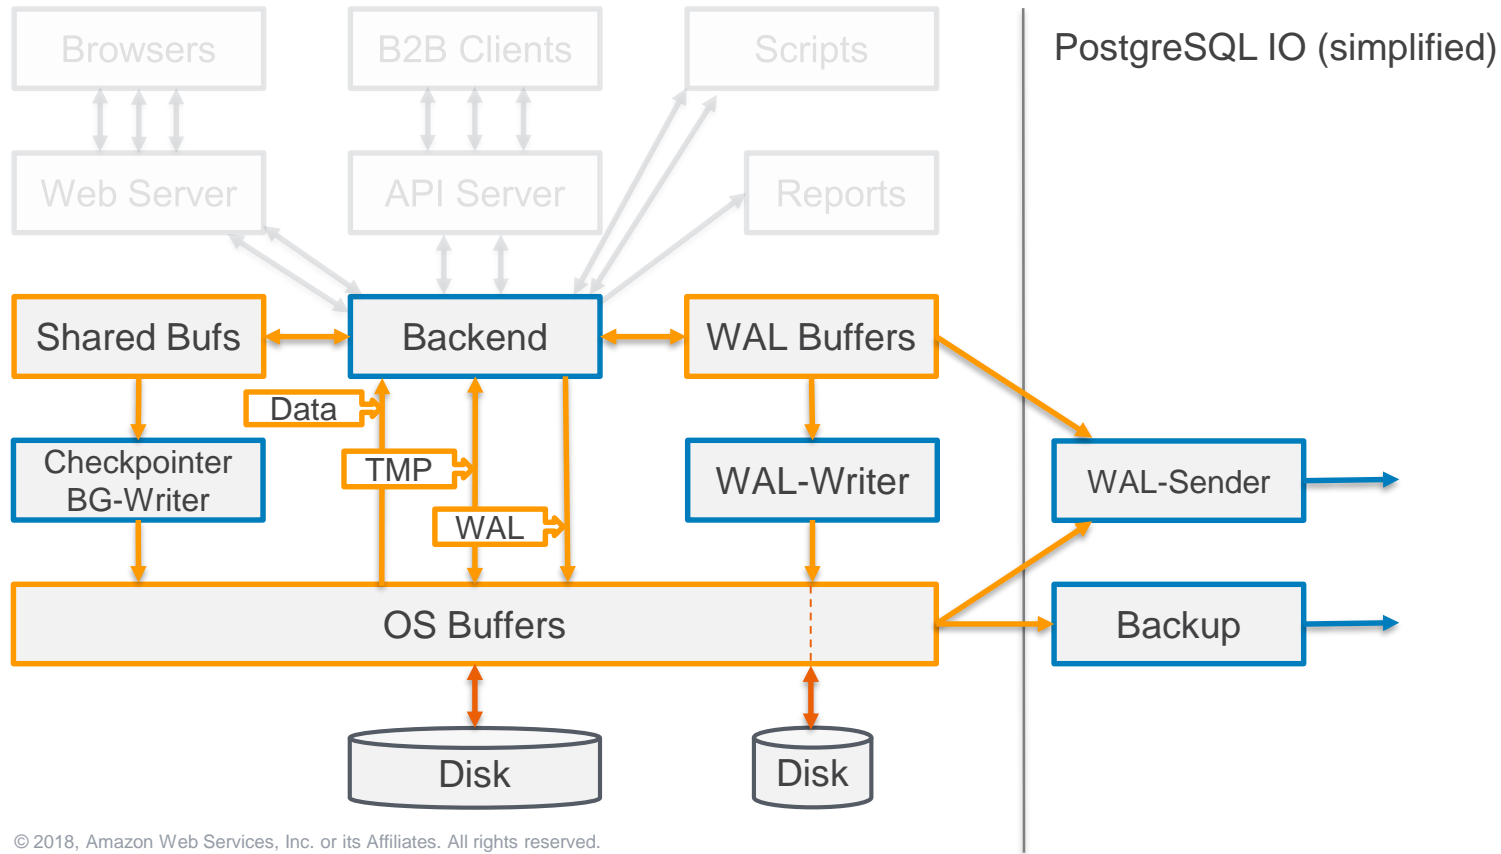 PostgreSQL IO (simplified)
Browsers
B2B Clients
Scripts
Web Server
API Server
Reports
Shared Bufs
Backend
WAL Buffers
Data
TMP
WAL
Checkpointer
BG-Writer
WAL-Writer
WAL-Sender
OS Buffers
Backup
Disk
Disk
© 2018, Amazon Web Services, Inc. or its Affiliates. All rights reserved.